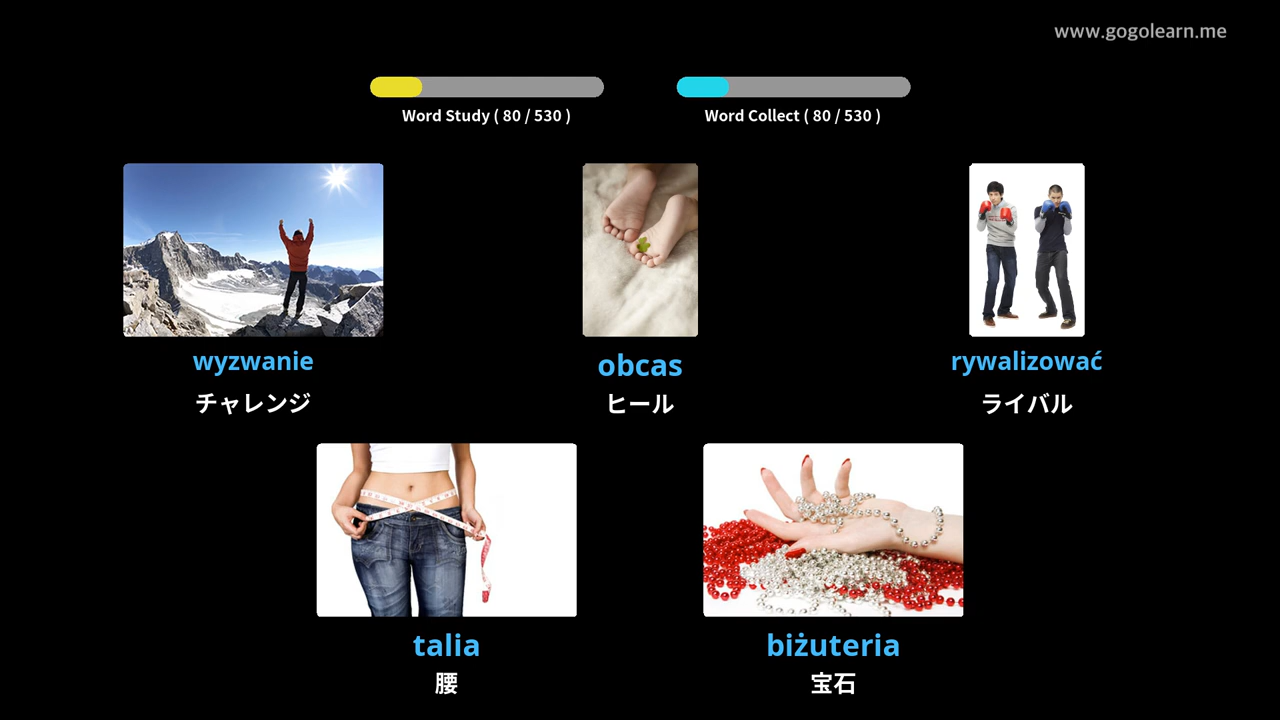 www.gogolearn.me
Word Study ( 80 / 530 )
Word Collect ( 80 / 530 )
wyzwanie
チャレンジ
obcas
ヒール
rywalizować
ライバル
talia
腰
biżuteria
宝石